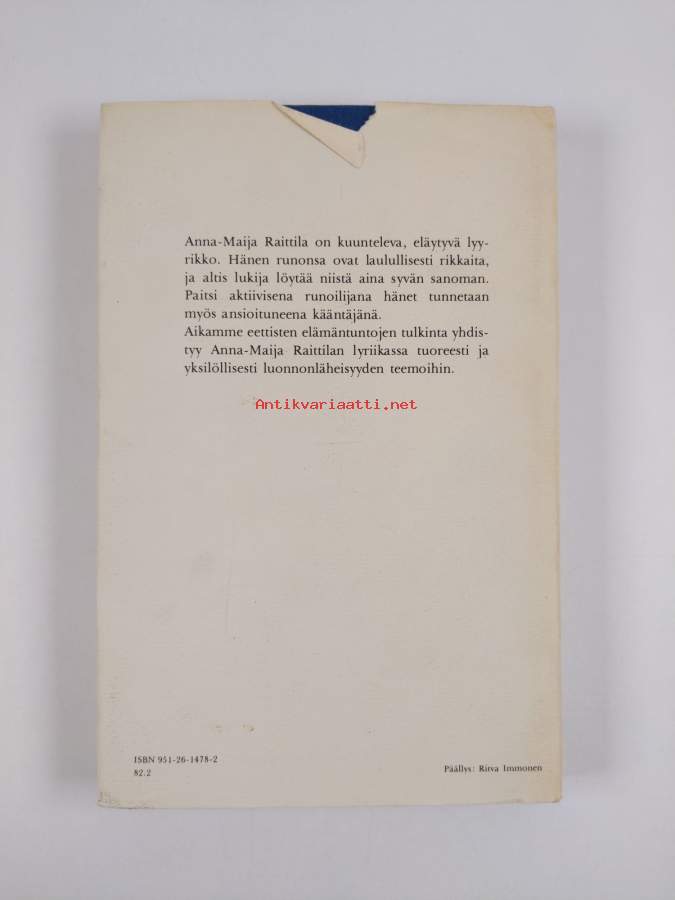 Anna-Maija Raittila on kuunteleva, eläytyvä lyy-
rikko. Hänen runonsa ovat laulullisesti rikkaita,
ja altis lukija löytää niistä aina syvän sanoman.
Paitsi aktiivisena runoilijana hänet tunnetaan
myös ansioituneena kääntäjänä.
Aikamme eettisten elämäntuntojen tulkinta yhdis-
tyy Anna-Maija Raittilan lyriikassa tuoreesti ja
yksilöllisesti luonnonläheisyyden teemoihin.
Antikvariaatti.net
ISBN 951-26-1478-2
82.2
Päällys: Ritva Immonen